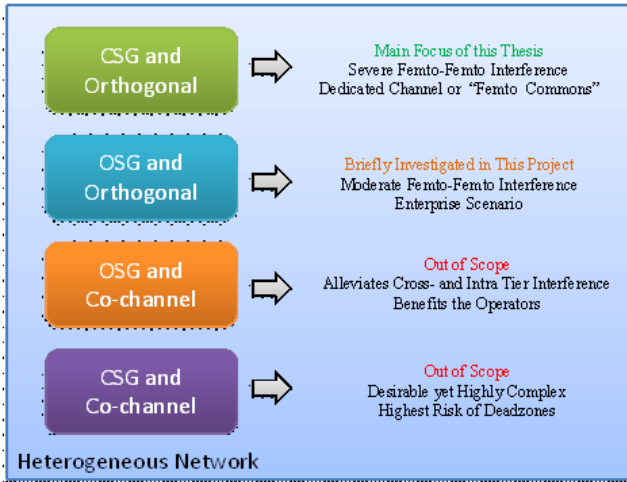 CSG and
Orthogonal
Main Focus of this Thesis
Severe Femto-Femto Interference
Dedicated Channel or "Femto Commons"
OSG and
Orthogonal
Briefly Investigated in This Project
Moderate Femto-Femto Interference
Enterprise Scenario
OSG and
Co-channel
Out of Scope
Alleviates Cross- and Intra Tier Interference
Benefits the Operators
CSG and
Co-channel
Out of Scope
Desirable yet Highly Complex
Highest Risk of Deadzones
Heterogeneous Network